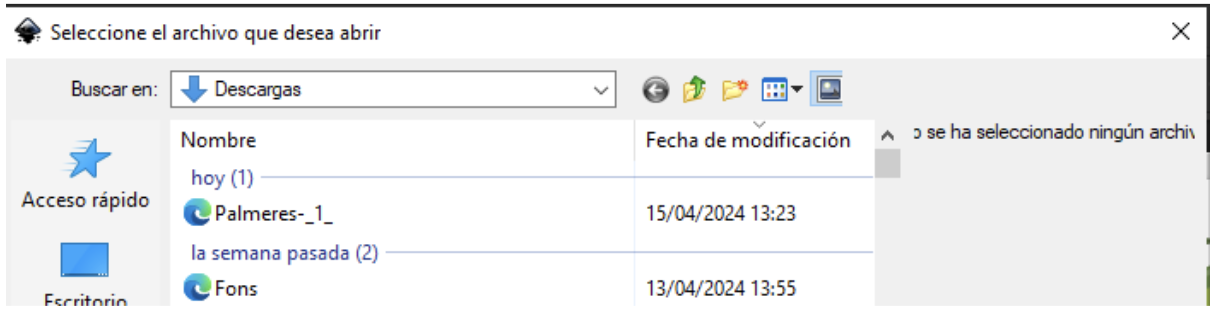 Seleccione el archivo que desea abrir
Buscar en: Descargas
Nombre Fecha de modificación
o se ha seleccionado ningún archiv
hoy (1)
Acceso rápido
Palmeres-_1_ 15/04/2024 13:23
la semana pasada (2)
Escritorio
Fons 13/04/2024 13:55